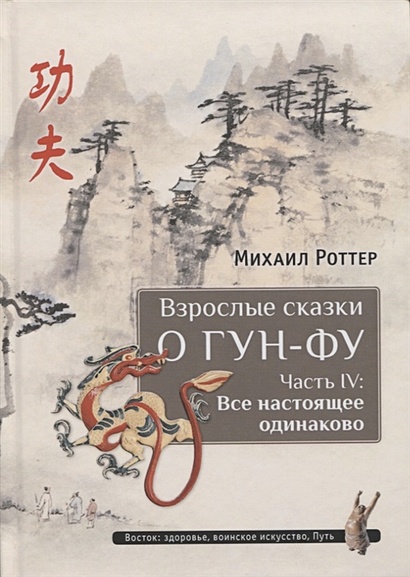 功
夫
Михаил Роттер
Взрослые сказки
О ГУН-ФУ
Часть IV:
Все настоящее
одинаково
Восток: здоровье, воинское искусство, Путь